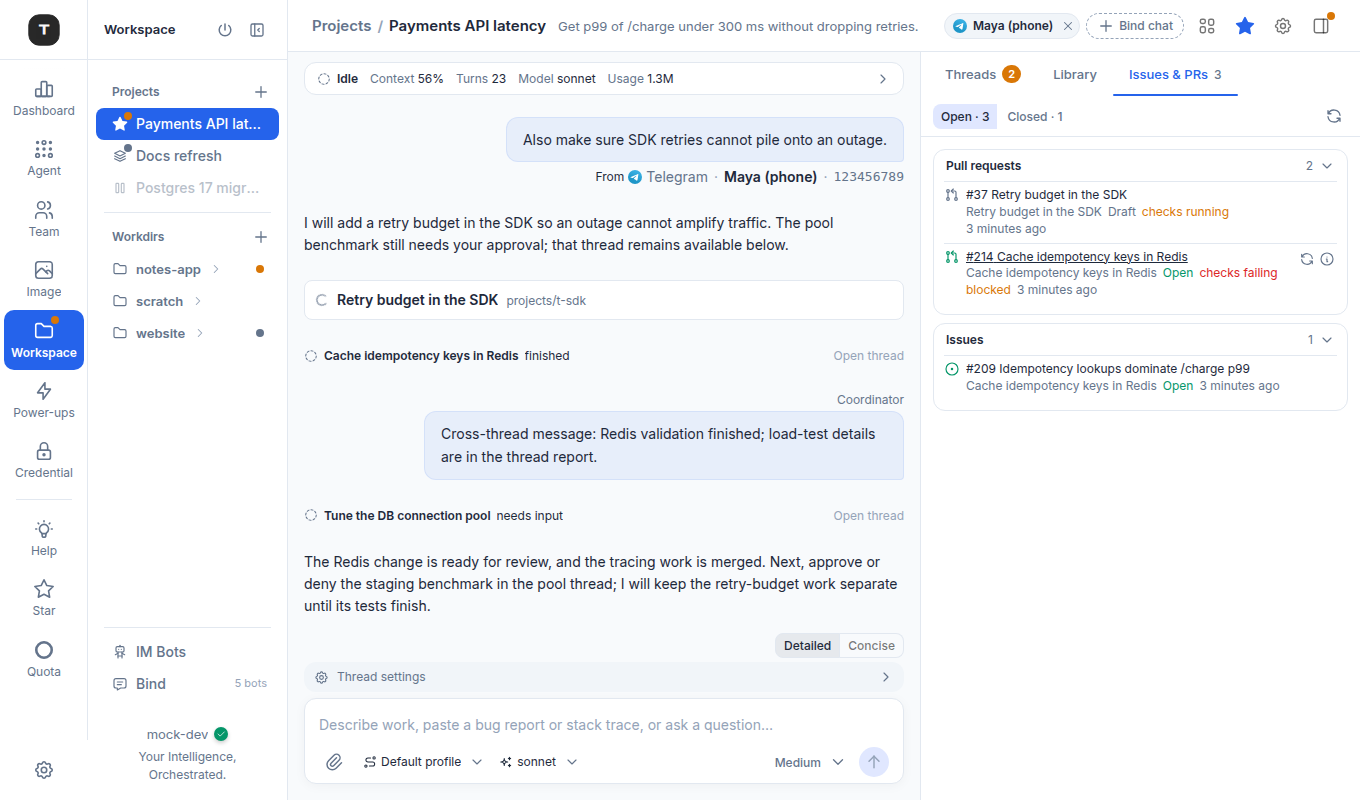 T
Dashboard
Agent
Team
Image
Workspace
Power-ups
Credential
Help
Star
Quota
Workspace
Projects
Payments API lat...
Docs refresh
Postgres 17 migr...
Workdirs
notes-app
scratch
website
IM Bots
Bind 5 bots
mock-dev
Your Intelligence,
Orchestrated.
Projects / Payments API latency Get p99 of /charge under 300 ms without dropping retries.
Maya (phone)
Bind chat
Idle Context 56% Turns 23 Model sonnet Usage 1.3M
Also make sure SDK retries cannot pile onto an outage.
From Telegram · Maya (phone) · 123456789
I will add a retry budget in the SDK so an outage cannot amplify traffic. The pool
benchmark still needs your approval; that thread remains available below.
Retry budget in the SDK projects/t-sdk
Cache idempotency keys in Redis finished Open thread
Coordinator
Cross-thread message: Redis validation finished; load-test details
are in the thread report.
Tune the DB connection pool needs input Open thread
The Redis change is ready for review, and the tracing work is merged. Next, approve or
deny the staging benchmark in the pool thread; I will keep the retry-budget work separate
until its tests finish.
Detailed Concise
Thread settings
Describe work, paste a bug report or stack trace, or ask a question...
Default profile sonnet Medium
Threads 2 Library Issues & PRs 3
Open · 3 Closed · 1
Pull requests 2
#37 Retry budget in the SDK
Retry budget in the SDK Draft checks running
3 minutes ago
#214 Cache idempotency keys in Redis
Cache idempotency keys in Redis Open checks failing
blocked 3 minutes ago
Issues 1
#209 Idempotency lookups dominate /charge p99
Cache idempotency keys in Redis Open 3 minutes ago